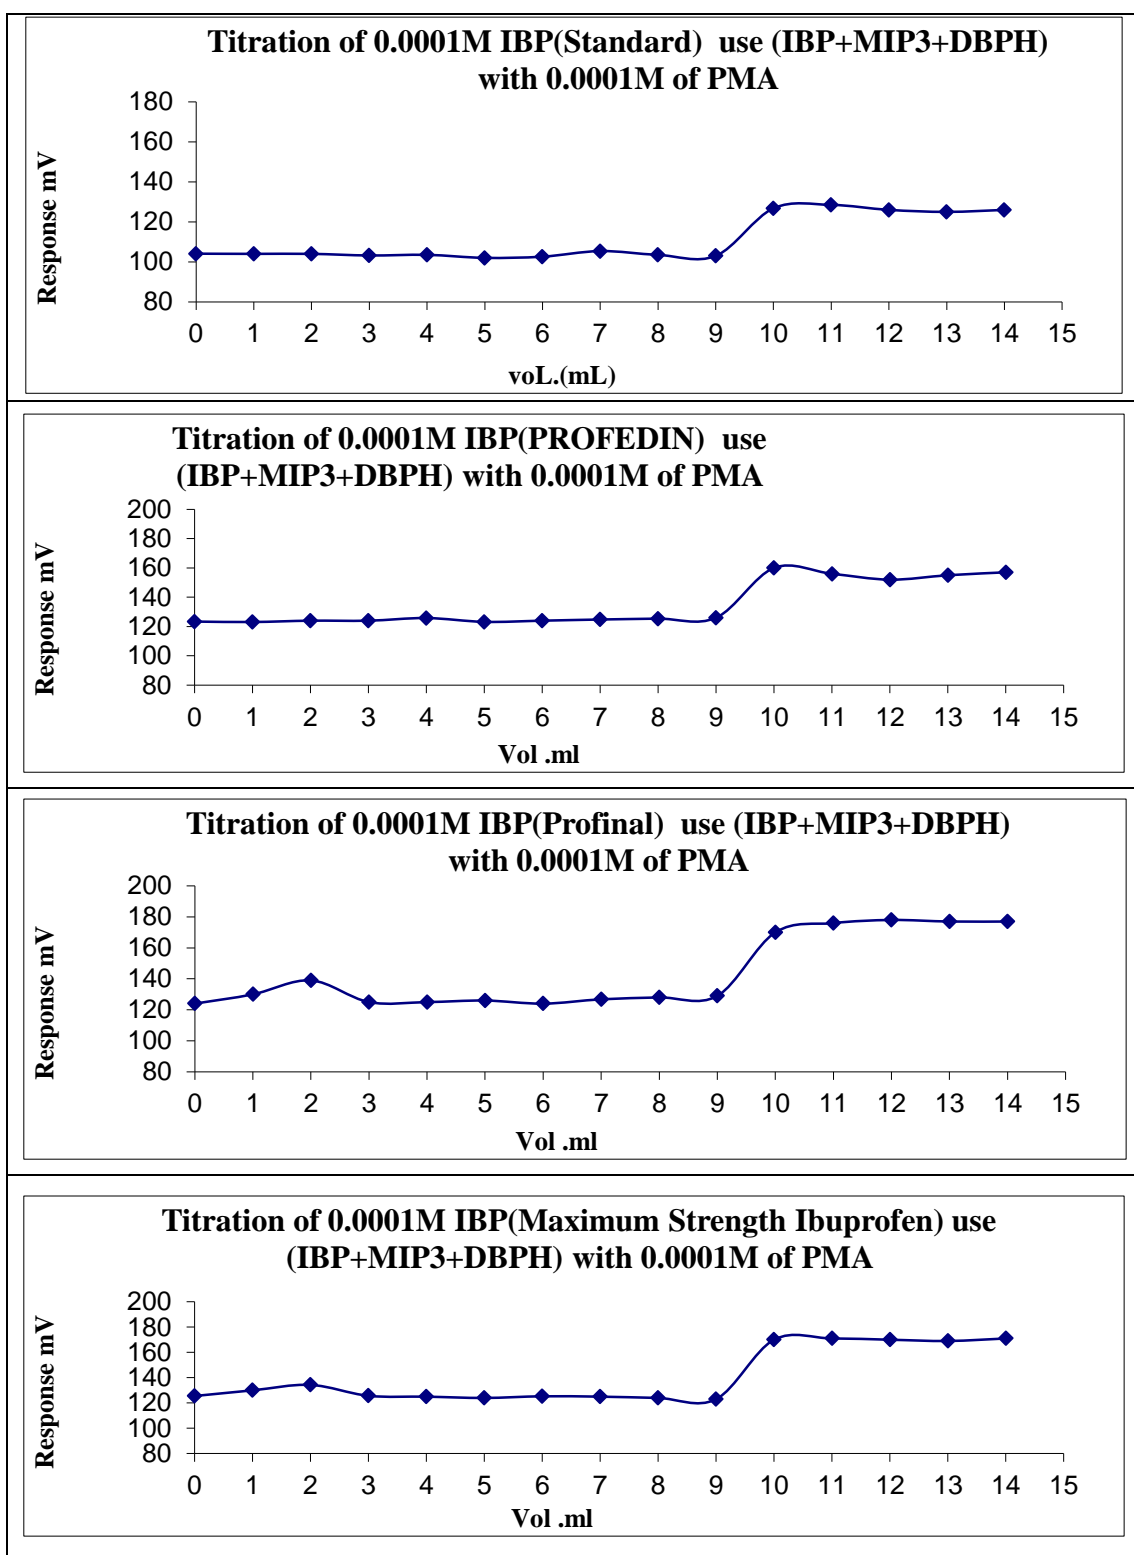 Titration of 0.0001M IBP(Standard) use (IBP+MIP3+DBPH)
with 0.0001M of PMA
Response mV
180
160
140
120
100
80
0 1 2 3 4 5 6 7 8 9 10 11 12 13 14 15
voL.(mL)
Titration of 0.0001M IBP(PROFEDIN) use
(IBP+MIP3+DBPH) with 0.0001M of PMA
Response mV
200
180
160
140
120
100
80
0 1 2 3 4 5 6 7 8 9 10 11 12 13 14 15
Vol .ml
Titration of 0.0001M IBP(Profinal) use (IBP+MIP3+DBPH)
with 0.0001M of PMA
Response mV
200
180
160
140
120
100
80
0 1 2 3 4 5 6 7 8 9 10 11 12 13 14 15
Vol .ml
Titration of 0.0001M IBP(Maximum Strength Ibuprofen) use
(IBP+MIP3+DBPH) with 0.0001M of PMA
Response mV
200
180
160
140
120
100
80
0 1 2 3 4 5 6 7 8 9 10 11 12 13 14 15
Vol .ml